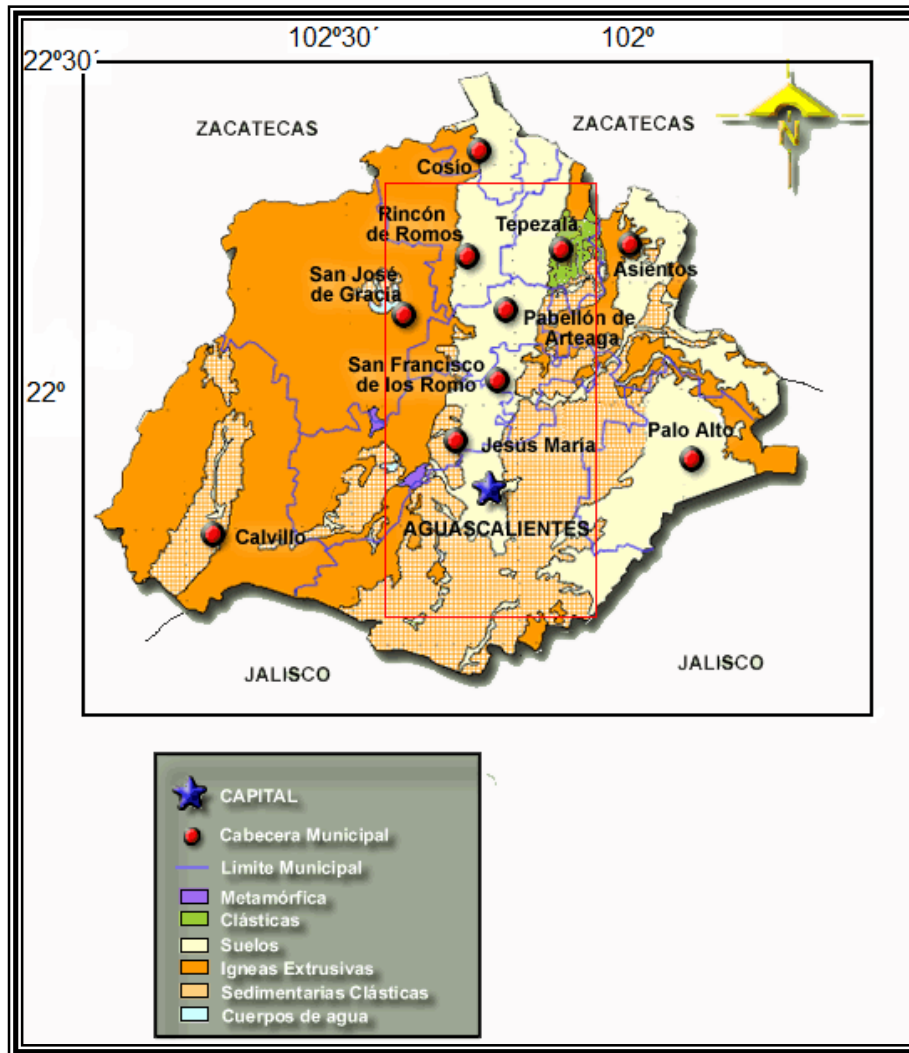 102º30´ 102º
22º30´
ZACATECAS ZACATECAS
N
Cosío
Rincón
de Romos
Tepezalá
San José
de Gracia
Asientos
Pabellón de
Arteaga
San Francisco
de los Romo
22º
Jesús María
Palo Alto
AGUASCALIENTES
Calvillo
JALISCO JALISCO
CAPITAL
Cabecera Municipal
Límite Municipal
Metamórfica
Clásticas
Suelos
Igneas Extrusivas
Sedimentarias Clásticas
Cuerpos de agua